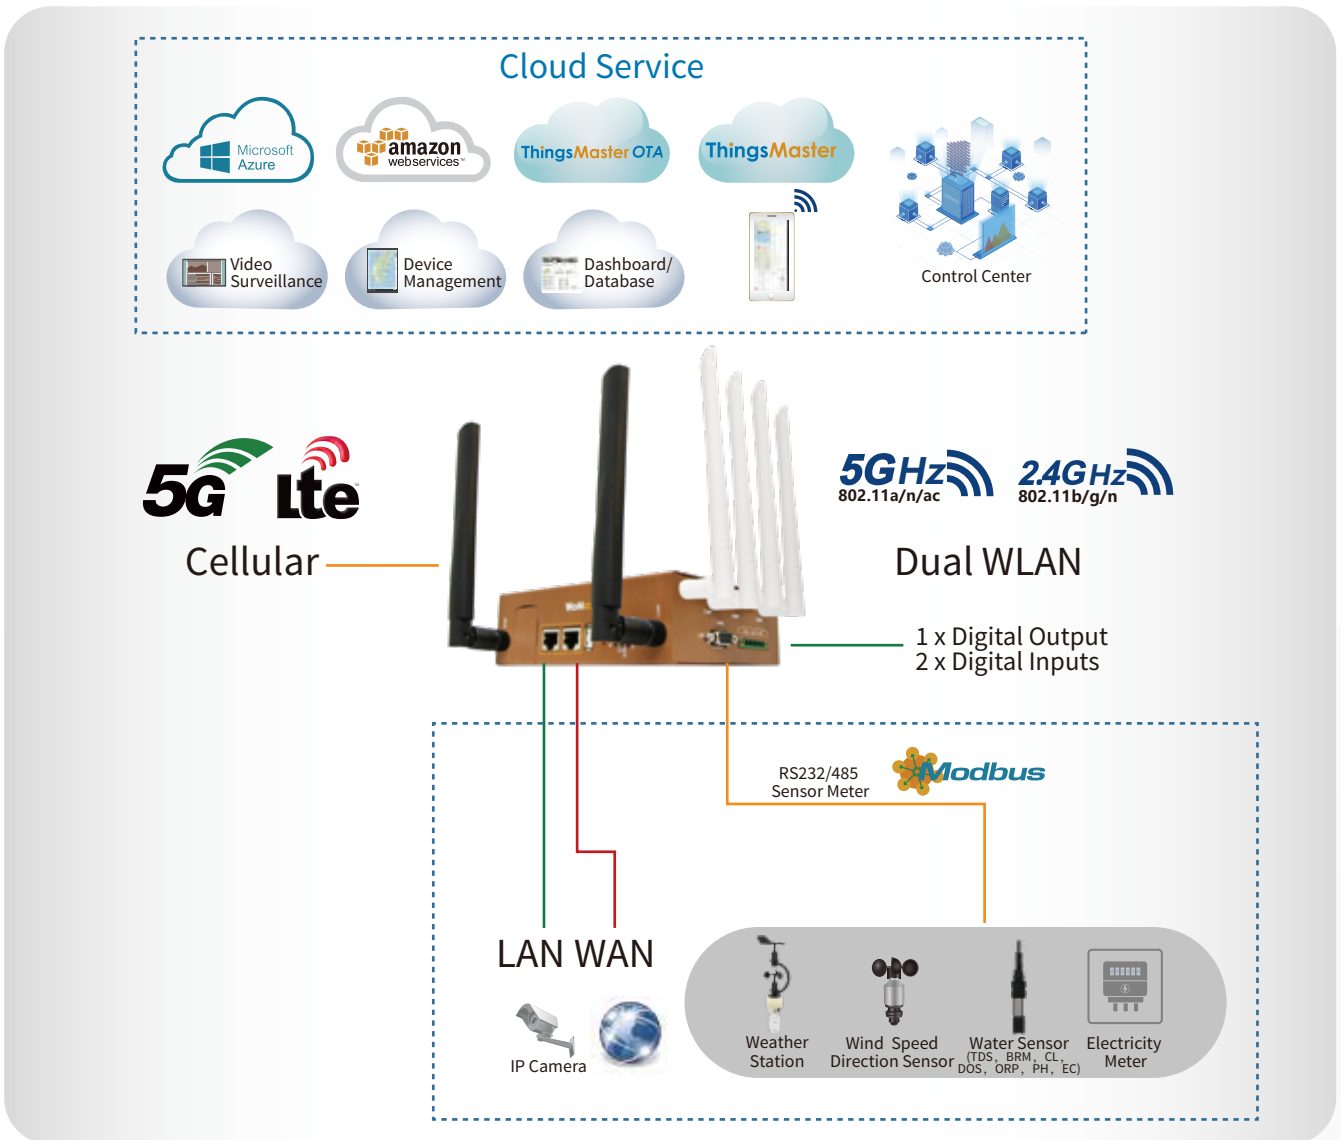 Cloud Service
Microsoft
Azure
amazon
webservices™
ThingsMaster OTA
ThingsMaster
Video
Surveillance
Device
Management
Dashboard/
Database
Control Center
5G
Lte
5GHz
802.11a/n/ac
2.4GHz
802.11b/g/n
Cellular
Dual WLAN
1 x Digital Output
2 x Digital Inputs
RS232/485
Sensor Meter
Modbus
LAN WAN
IP Camera
Weather
Station
Wind Speed
Direction Sensor
Water Sensor
(TDS, BRM, CL,
DOS, ORP, PH, EC)
Electricity
Meter